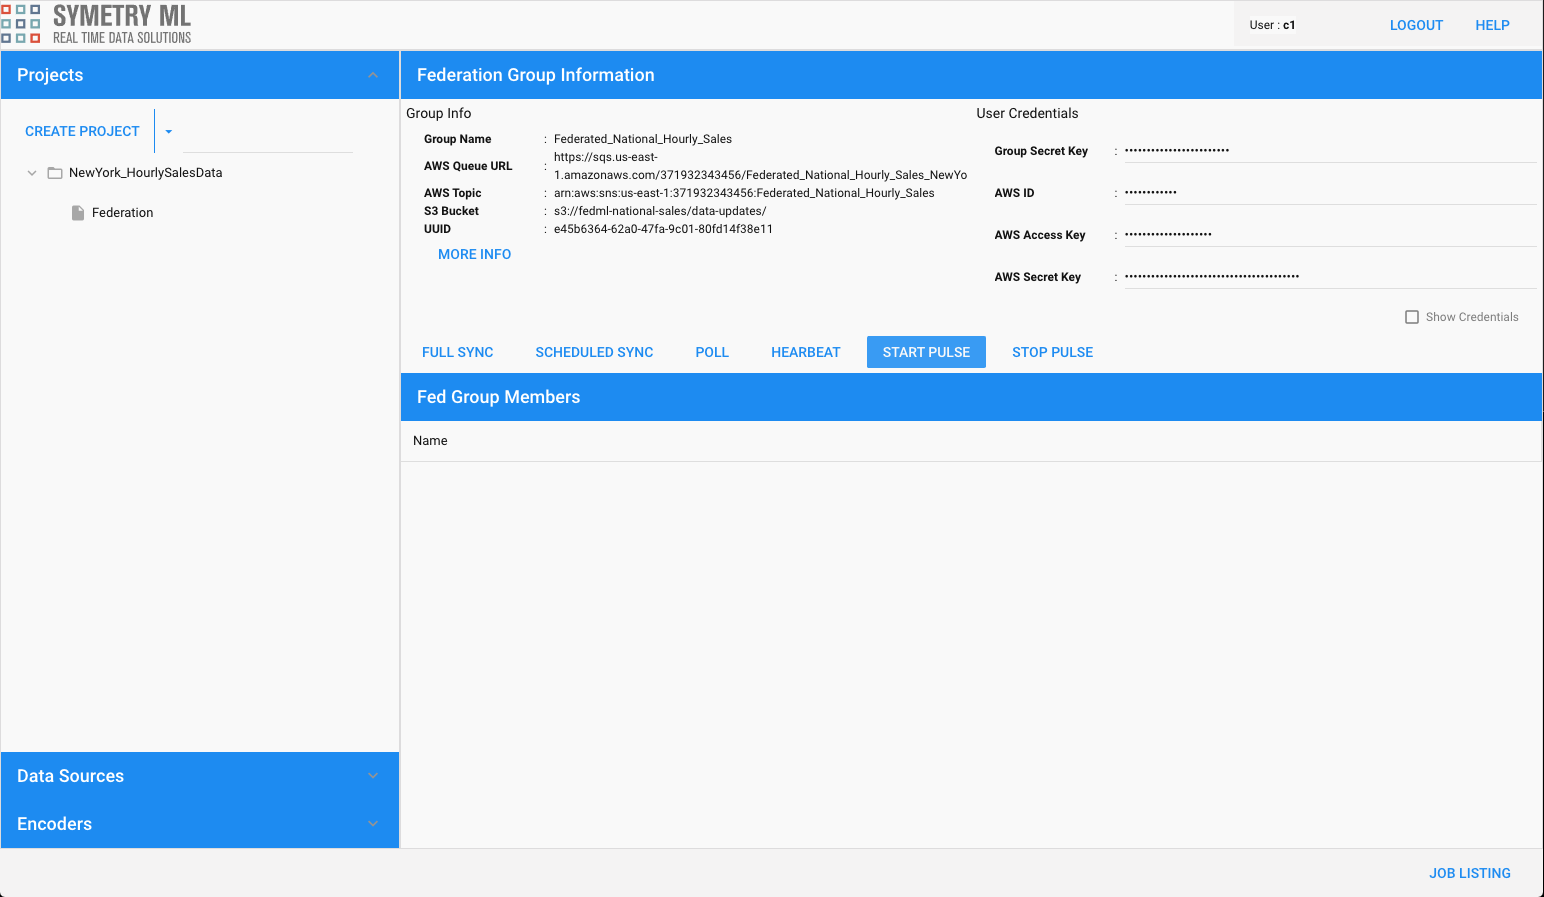 SYMETRY ML
REAL TIME DATA SOLUTIONS
User : c1
LOGOUT
HELP
Projects
CREATE PROJECT
NewYork_HourlySalesData
Federation
Data Sources
Encoders
Federation Group Information
Group Info
Group Name : Federated_National_Hourly_Sales
AWS Queue URL : https://sqs.us-east-
1.amazonaws.com/371932343456/Federated_National_Hourly_Sales_NewYo
AWS Topic : arn:aws:sns:us-east-1:371932343456:Federated_National_Hourly_Sales
S3 Bucket : s3://fedml-national-sales/data-updates/
UUID : e45b6364-62a0-47fa-9c01-80fd14f38e11
MORE INFO
User Credentials
Group Secret Key : ••••••••••••••••••••••••
AWS ID : ••••••••••••
AWS Access Key : ••••••••••••••••••••
AWS Secret Key : ••••••••••••••••••••••••••••••••••••••••
Show Credentials
FULL SYNC
SCHEDULED SYNC
POLL
HEARBEAT
START PULSE
STOP PULSE
Fed Group Members
Name
JOB LISTING